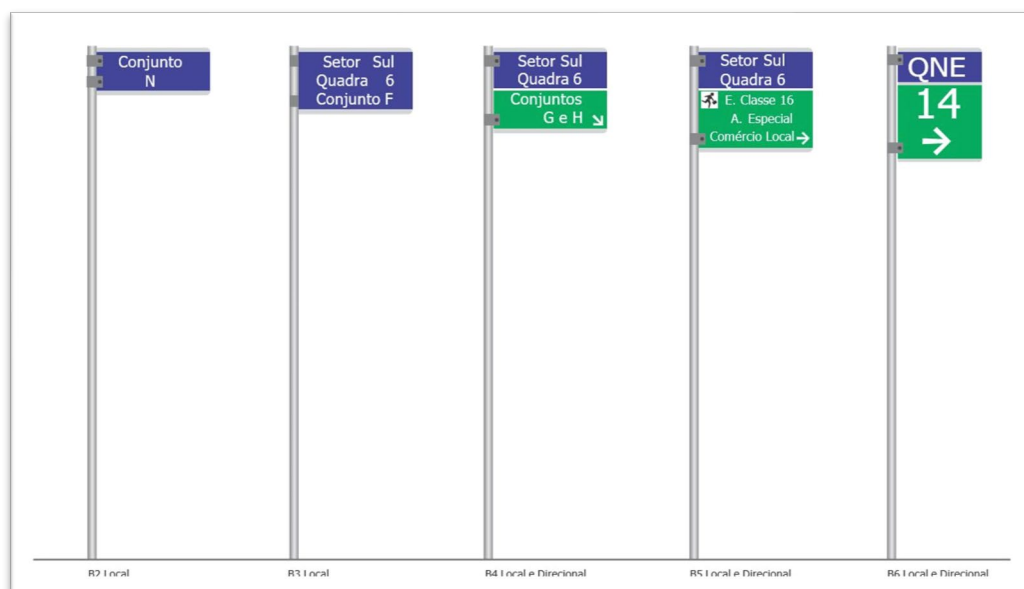 Conjunto
N
Setor Sul
Quadra 6
Conjunto F
Setor Sul
Quadra 6
Conjuntos
G e H
Setor Sul
Quadra 6
E. Classe 16
A. Especial
Comércio Local
QNE
14
B2 Local
B3 Local
B4 Local e Direcional
B5 Local e Direcional
B6 Local e Direcional